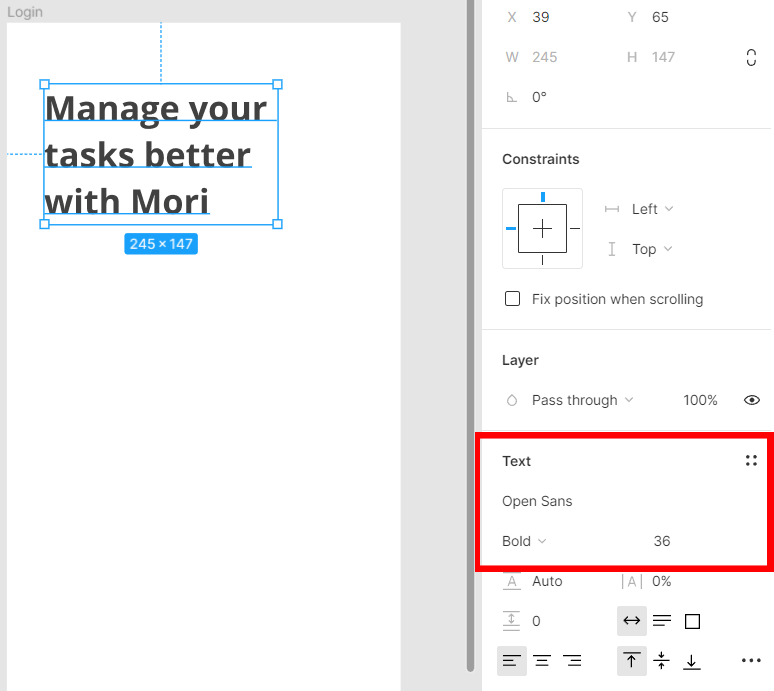 Login
Manage your
tasks better
with Mori
245 × 147
X 39 Y 65
W 245 H 147
0°
Constraints
Left
Top
Fix position when scrolling
Layer
Pass through 100%
Text
Open Sans
Bold 36
A Auto |A| 0%
0